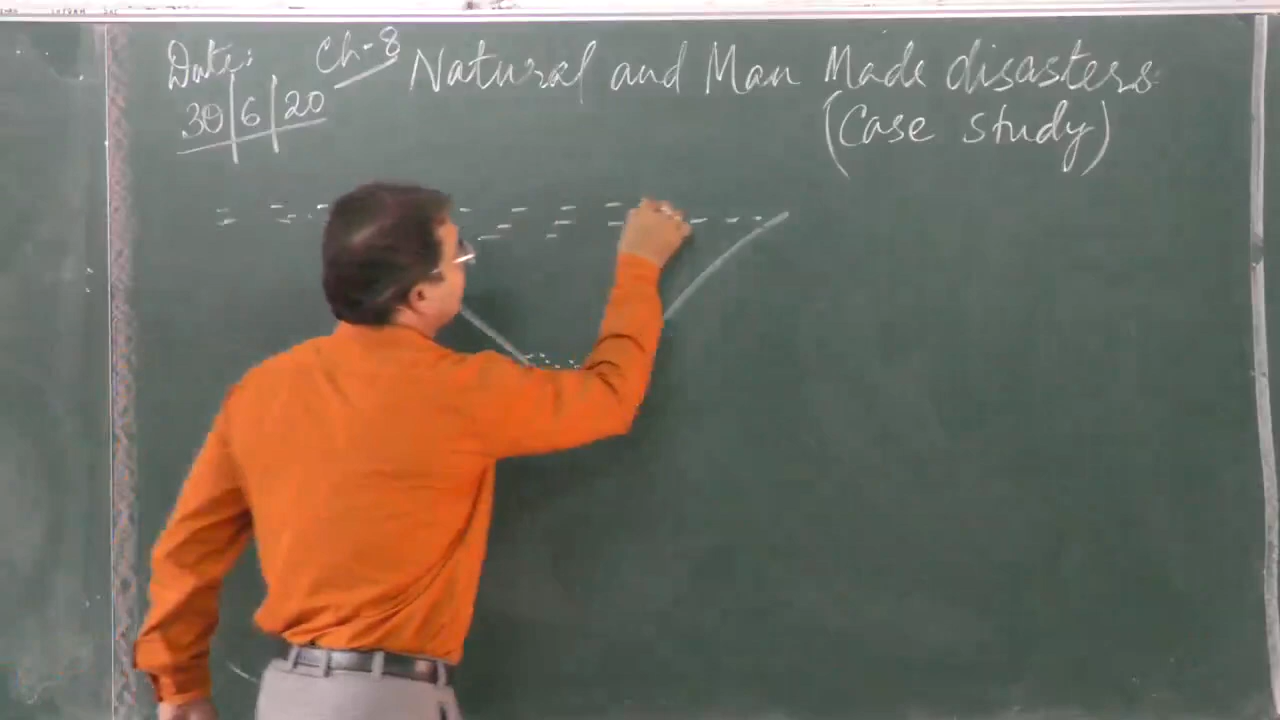 Date: Ch-8 Natural and Man Made disasters
30|6|20 (Case study)